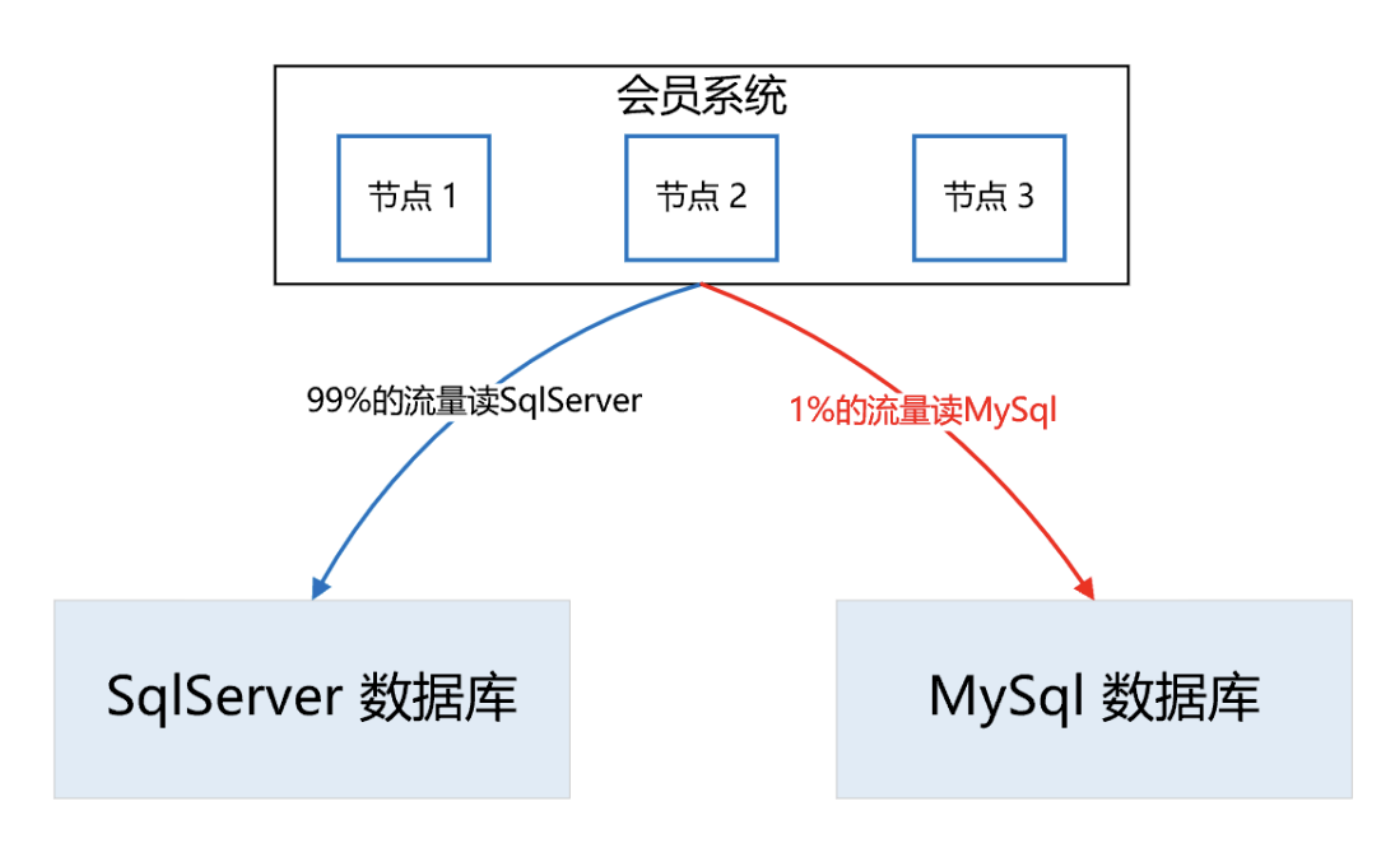 会员系统
节点 1
节点 2
节点 3
99%的流量读SqlServer
1%的流量读MySql
SqlServer 数据库
MySql 数据库